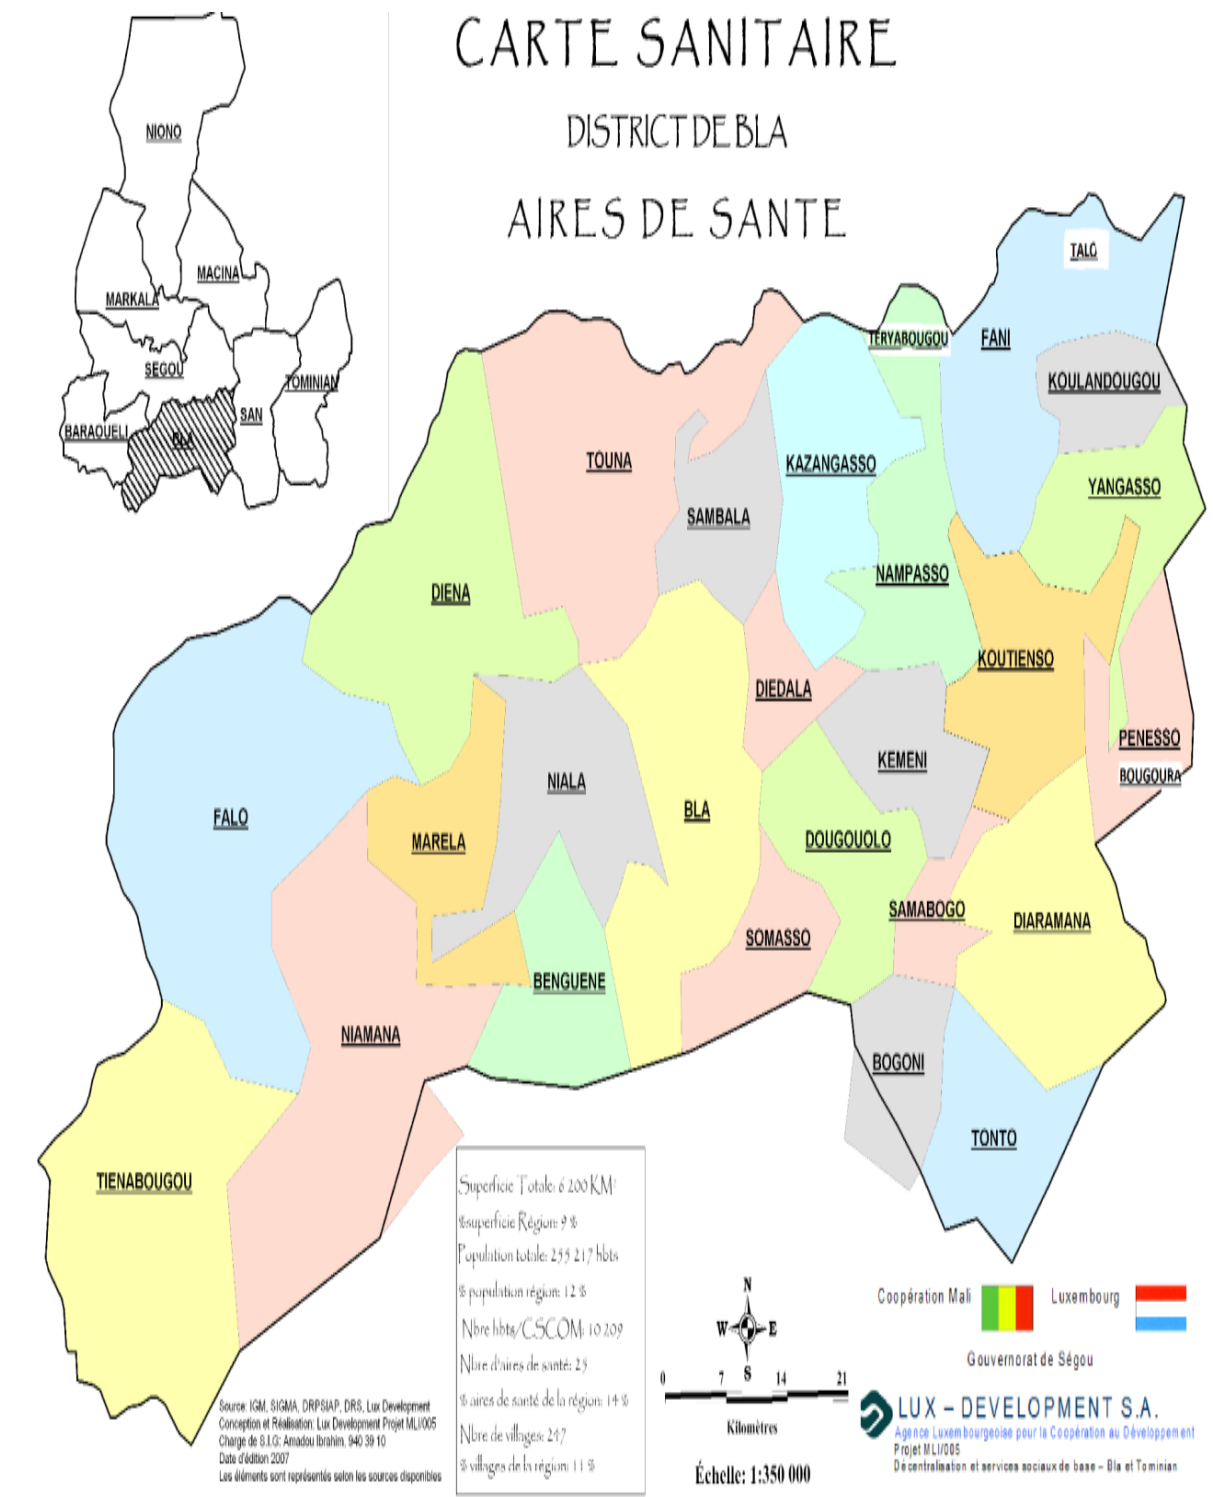 CARTE SANITAIRE
DISTRICT DE BLA
AIRES DE SANTE
NIONO
MACINA
MARKALA
SEGOU
TOMINIAN
SAN
BARAOUELI
BLA
TALO
TERYABOUGOU
FANI
KOULANDOUGOU
TOUNA
KAZANGASSO
YANGASSO
SAMBALA
DIENA
NAMPASSO
KOUTIENSO
DIEDALA
PENESSO
KEMENI
BOUGOURA
NIALA
BLA
FALO
MARELA
DOUGOUOLO
SAMABOGO
DIARAMANA
SOMASSO
BENGUENE
NIAMANA
BOGONI
TONTO
TIENABOUGOU
Superficie Totale: 6 200 KM²
%superficie Région: 9 %
Population totale: 255 217 hbts
% population région: 12 %
Nbre hbts/CSCOM: 10 209
Nbre d'aires de santé: 25
% aires de santé de la région: 14 %
Nbre de villages: 247
% villages de la région: 11 %
N
W E
S
0 7 14 21
Kilomètres
Échelle: 1:350 000
Coopération Mali Luxembourg
Gouvernorat de Ségou
LUX – DEVELOPMENT S.A.
Agence Luxembourgeoise pour la Coopération au Développement
Projet MLI/005
Décentralisation et services sociaux de base – Bla et Tominian
Source: IGM, SIGMA, DRPSIAP, DRS, Lux Development
Conception et Réalisation: Lux Development Projet MLI/005
Charge de S.I.G: Amadou Ibrahim, 940 39 10
Date d'édition 2007
Les éléments sont représentés selon les sources disponibles